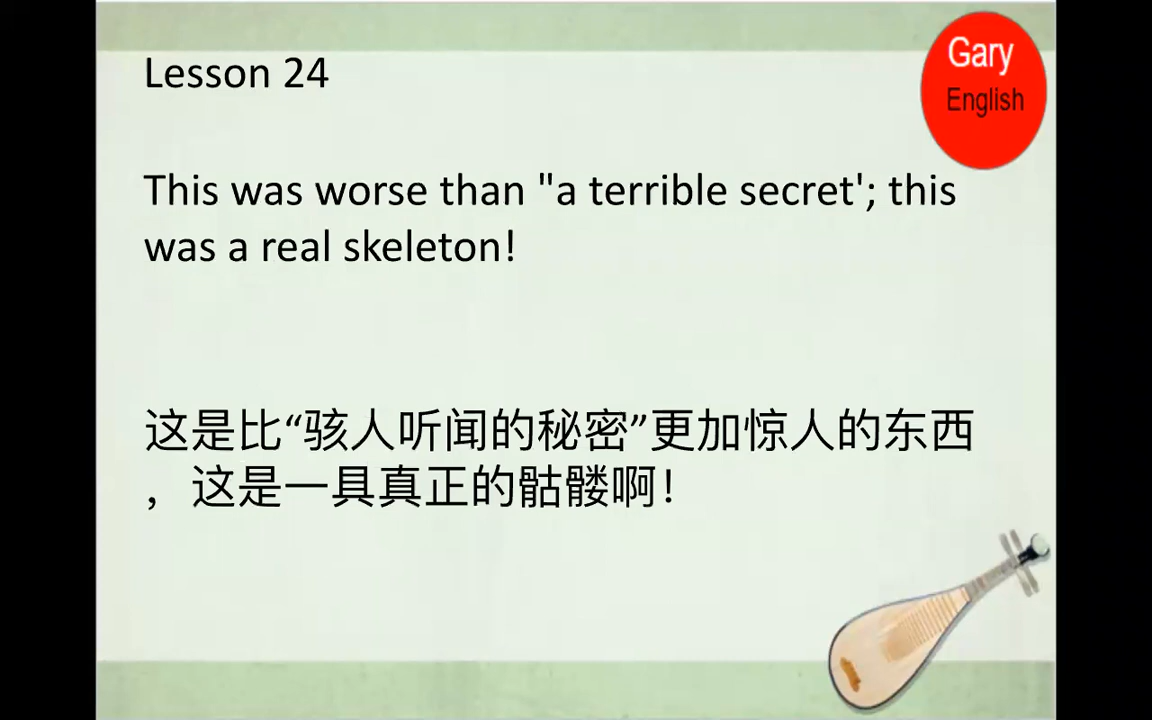 Lesson 24
Gary
English
This was worse than "a terrible secret'; this
was a real skeleton!
这是比“骇人听闻的秘密”更加惊人的东西
，这是一具真正的骷髅啊!